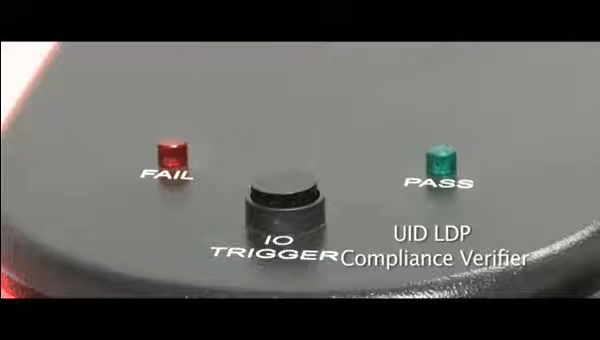 FAIL
PASS
IO
TRIGGER
UID LDP
Compliance Verifier